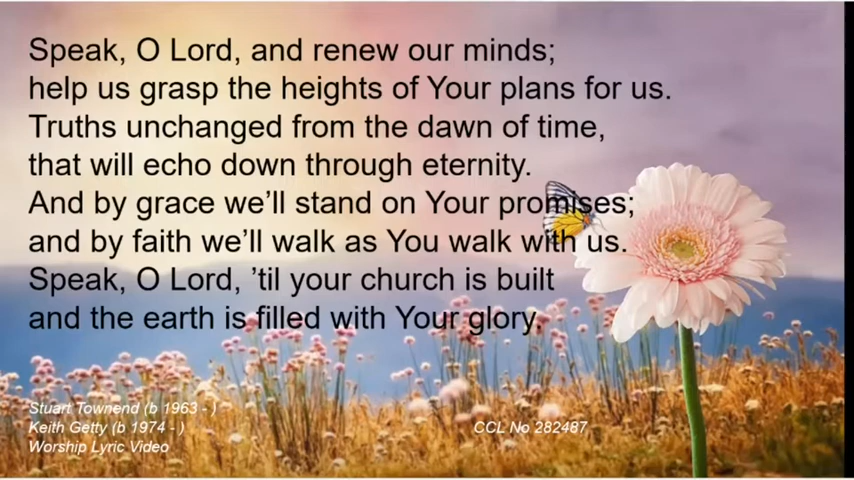 Speak, O Lord, and renew our minds;
help us grasp the heights of Your plans for us.
Truths unchanged from the dawn of time,
that will echo down through eternity.
And by grace we’ll stand on Your promises;
and by faith we’ll walk as You walk with us.
Speak, O Lord, ’til your church is built
and the earth is filled with Your glory.
Stuart Townend (b 1963 - )
Keith Getty (b 1974 - )
CCL No 282487
Worship Lyric Video